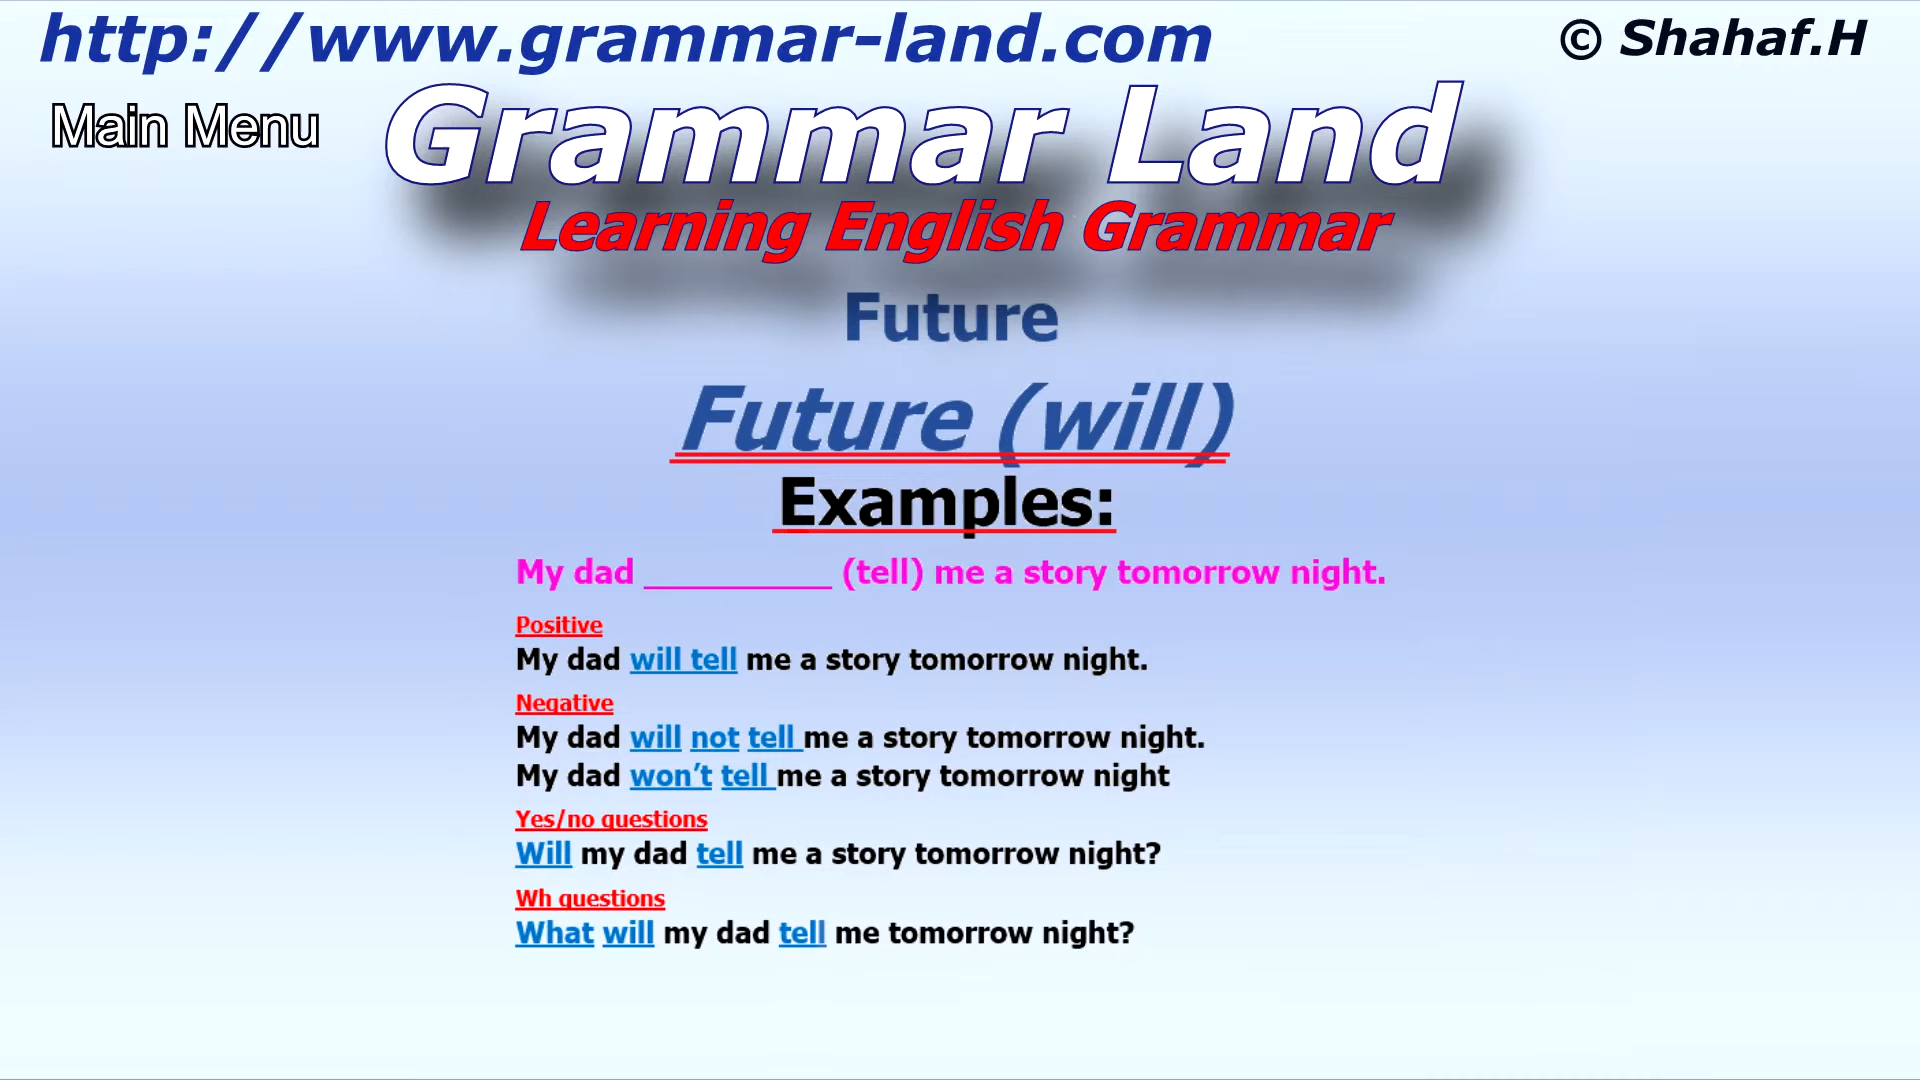 http://www.grammar-land.com
© Shahaf.H
Main Menu
Grammar Land
Learning English Grammar
Future
Future (will)
Examples:
My dad __________ (tell) me a story tomorrow night.
Positive
My dad will tell me a story tomorrow night.
Negative
My dad will not tell me a story tomorrow night.
My dad won’t tell me a story tomorrow night
Yes/no questions
Will my dad tell me a story tomorrow night?
Wh questions
What will my dad tell me tomorrow night?